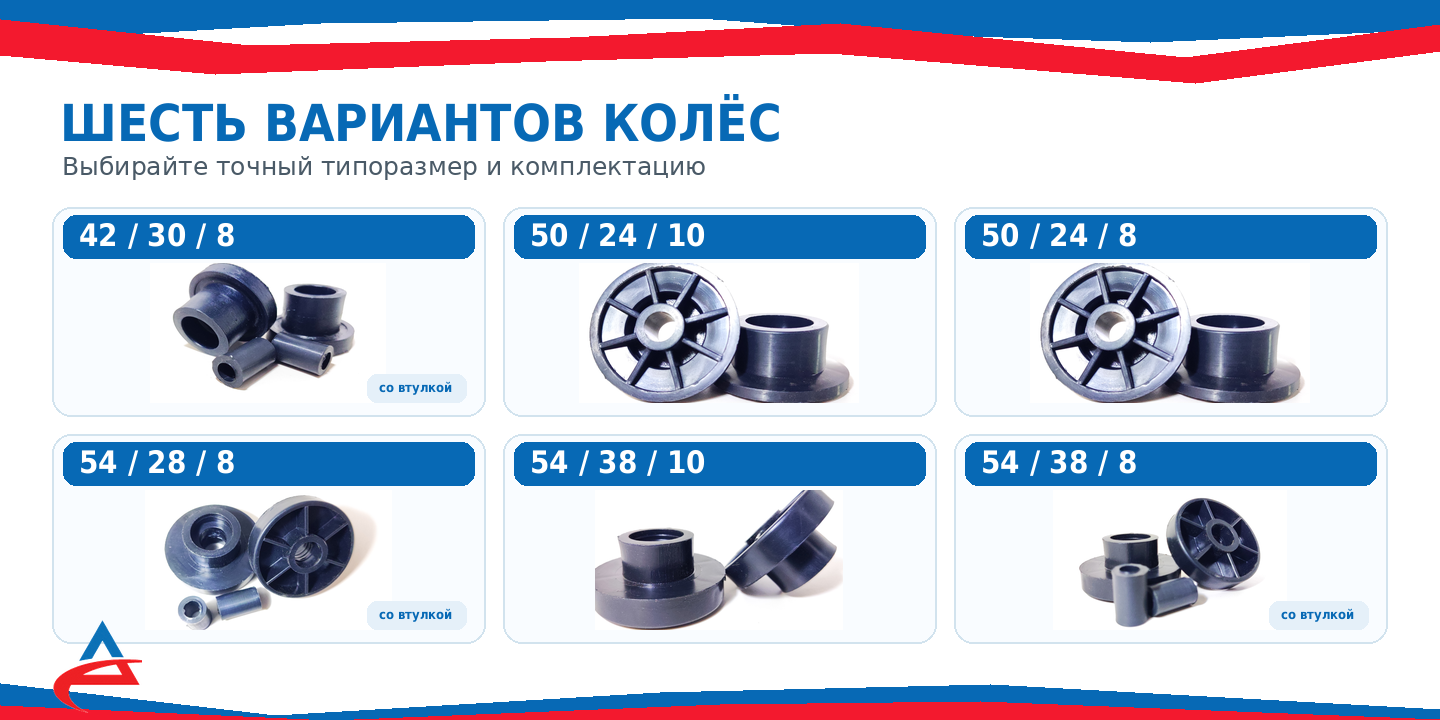 ШЕСТЬ ВАРИАНТОВ КОЛЁС
Выбирайте точный типоразмер и комплектацию
42 / 30 / 8
50 / 24 / 10
50 / 24 / 8
со втулкой
54 / 28 / 8
54 / 38 / 10
54 / 38 / 8
со втулкой
со втулкой